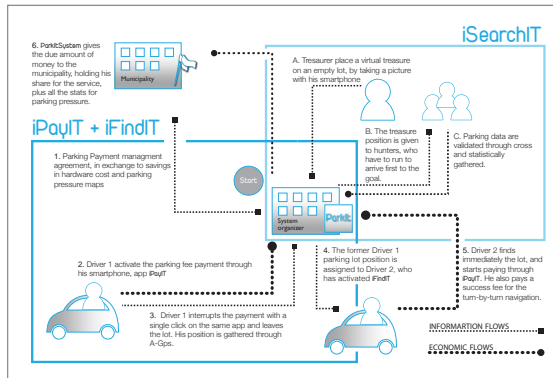 iSearchIT
6. ParkItSystem gives
the due amount of
money to the
municipality, holding his
share for the service,
plus all the stats for
parking pressure.
Municipality
A. Tresaurer place a virtual treasure
on an empty lot, by taking a picture
with his smartphone
B. The treasure
position is given
to hunters, who
have to run to
arrive first to the
goal.
C. Parking data are
validated through cross
and statistically
gathered.
iPayIT + iFindIT
1. Parking Payment managment
agreement, in exchange to savings
in hardware cost and parking
pressure maps
Start
System
organizer
ParkIt
2. Driver 1 activate the parking fee payment through
his smartphone, app iPayIT
3. Driver 1 interrupts the payment with a
single click on the same app and leaves
the lot. His position is gathered through
A-Gps.
4. The former Driver 1
parking lot position is
assigned to Driver 2, who
has activated iFindIT
5. Driver 2 finds
immediately the lot, and
starts paying through
iPayIT. He also pays a
success fee for the
turn-by-turn navigation.
INFORMARTION FLOWS
ECONOMIC FLOWS